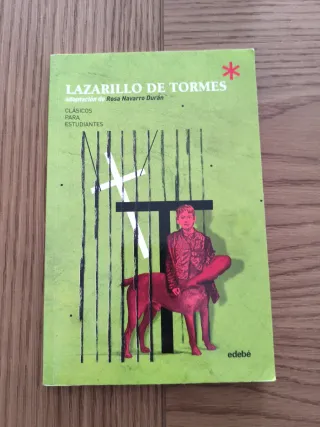 LAZARILLO DE TORMES*
adaptación de Rosa Navarro Durán
CLÁSICOS
PARA
ESTUDIANTES
edebé